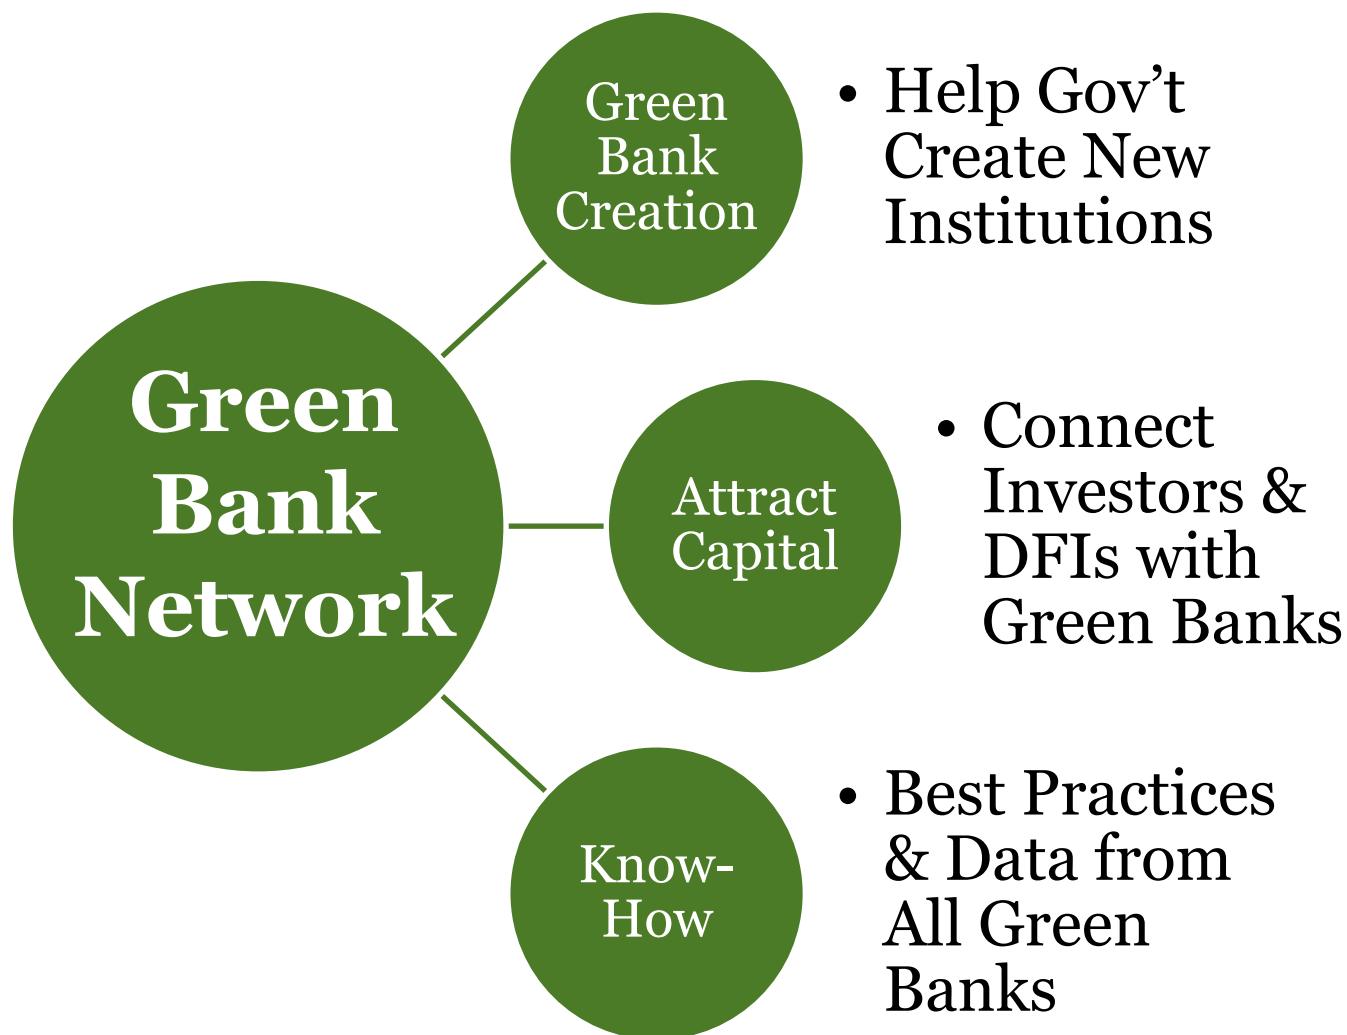 Green
Bank
Network
Green
Bank
Creation
• Help Gov’t
Create New
Institutions
Attract
Capital
• Connect
Investors &
DFIs with
Green Banks
Know-
How
• Best Practices
& Data from
All Green
Banks